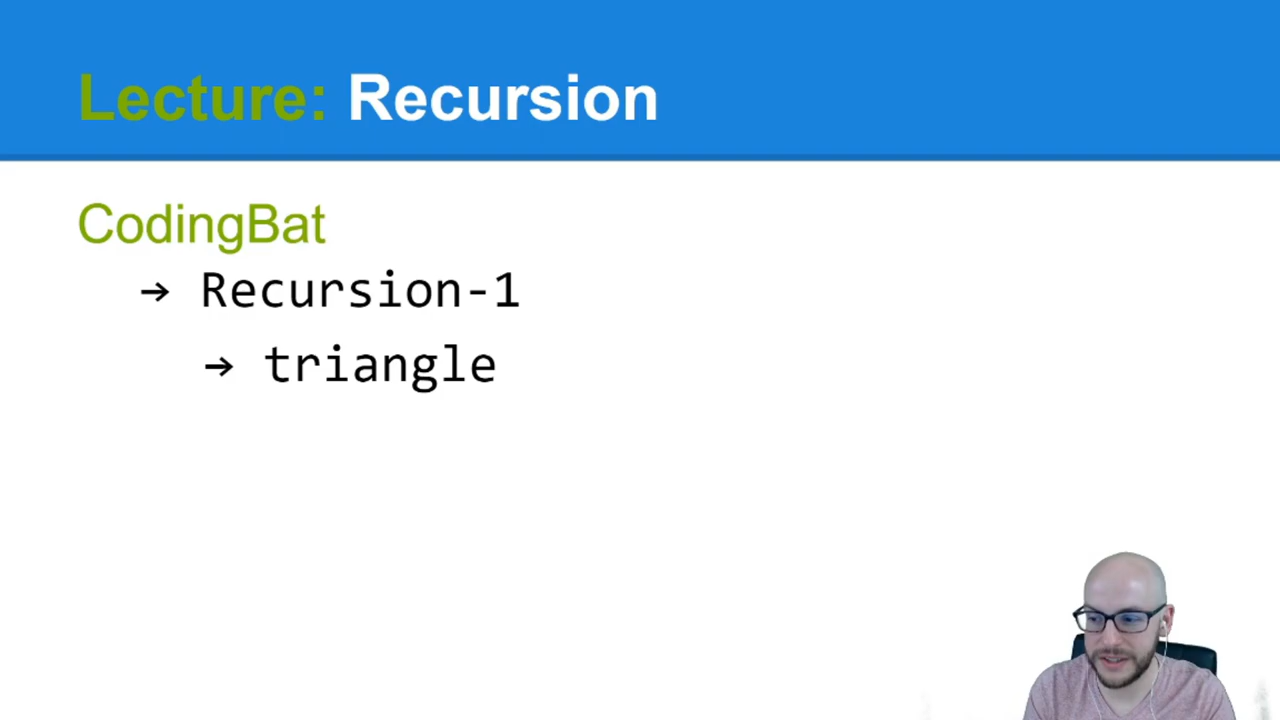 Lecture: Recursion
CodingBat
→ Recursion-1
→ triangle